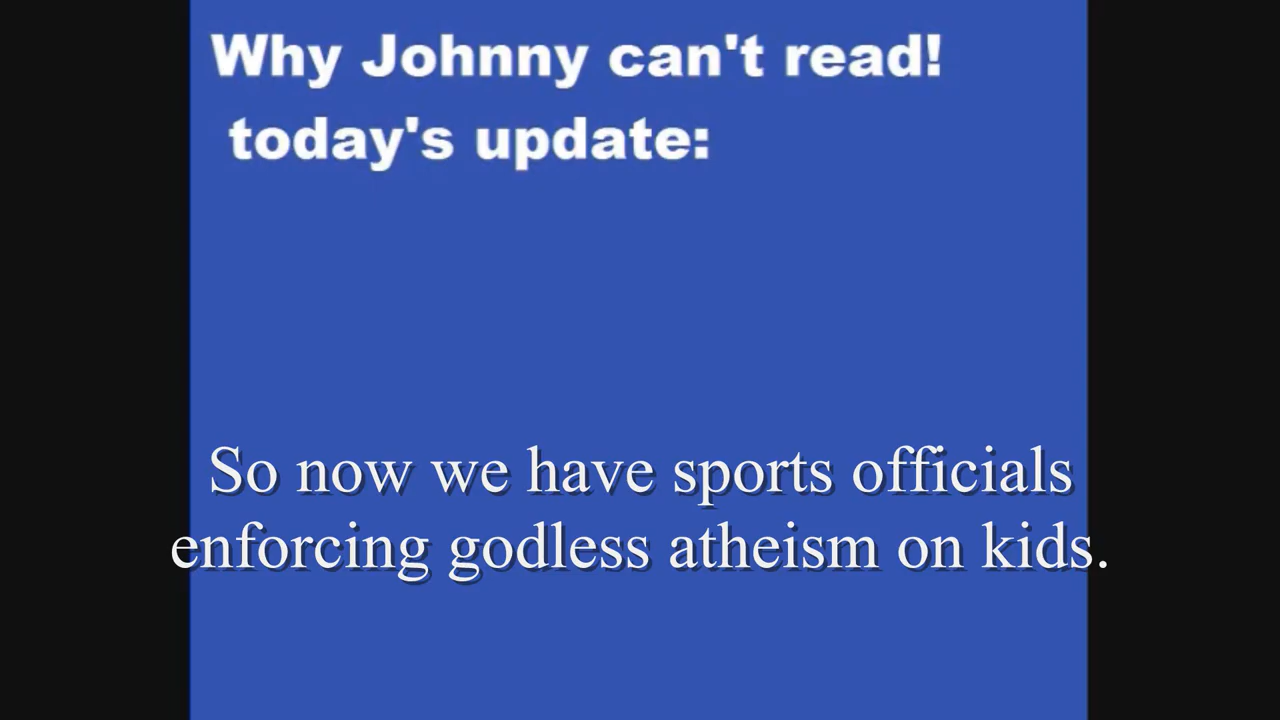 Why Johnny can't read!
today's update:
So now we have sports officials
enforcing godless atheism on kids.